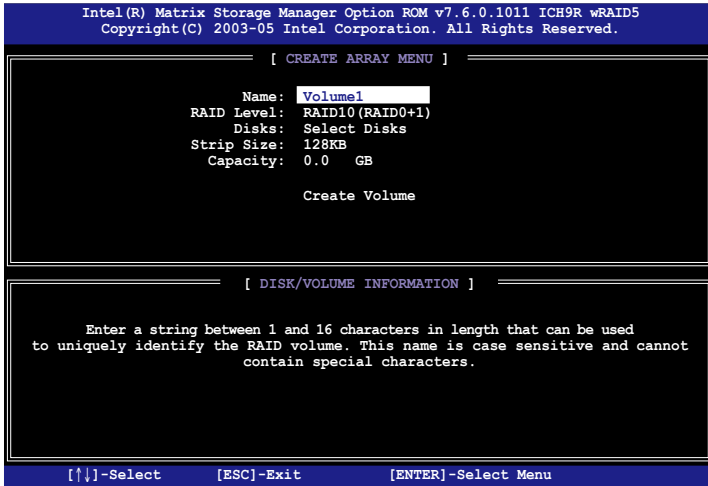 Intel(R) Matrix Storage Manager Option ROM v7.6.0.1011 ICH9R wRAID5
Copyright(C) 2003-05 Intel Corporation. All Rights Reserved.
[ CREATE ARRAY MENU ]
Name: Volume1
RAID Level: RAID10(RAID0+1)
Disks: Select Disks
Strip Size: 128KB
Capacity: 0.0 GB
Create Volume
[ DISK/VOLUME INFORMATION ]
Enter a string between 1 and 16 characters in length that can be used
to uniquely identify the RAID volume. This name is case sensitive and cannot
contain special characters.
[↑↓]-Select [ESC]-Exit [ENTER]-Select Menu